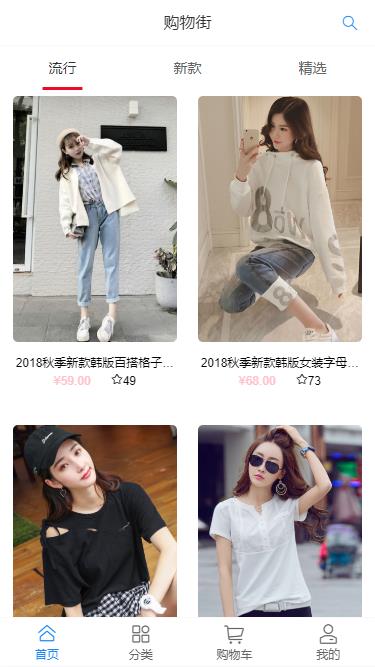 购物街
流行 新款 精选
2018秋季新款韩版百搭格子... 2018秋季新款韩版女装字母...
¥59.00 49 ¥68.00 73
首页 分类 购物车 我的